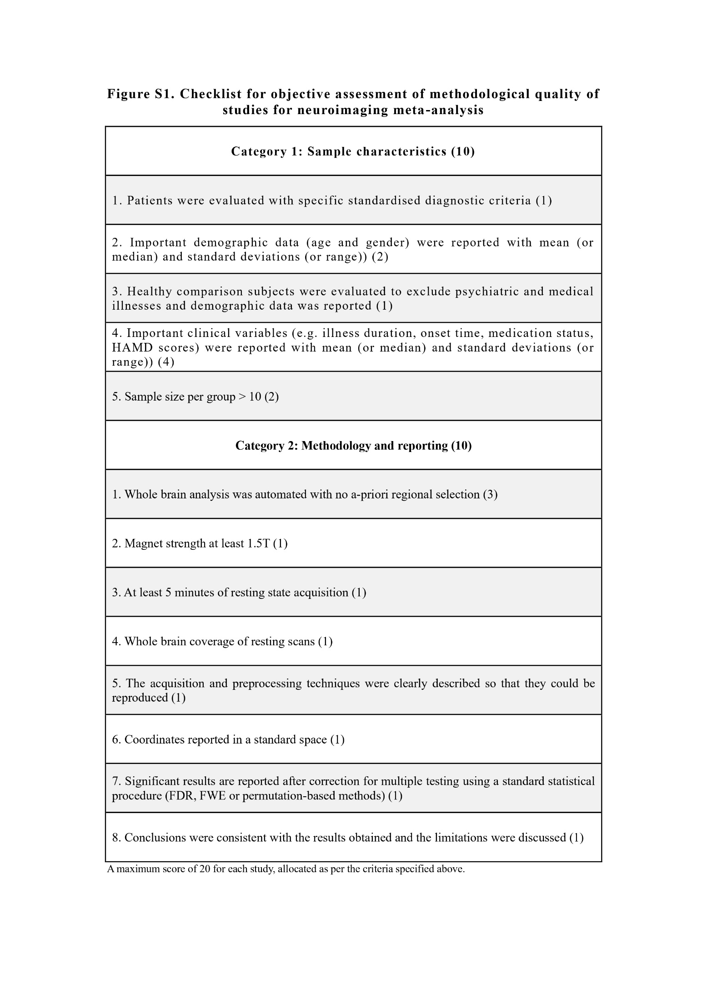 Figure S1. Checklist for objective assessment of methodological quality of
studies for neuroimaging meta-analysis
Category 1: Sample characteristics (10)
1. Patients were evaluated with specific standardised diagnostic criteria (1)
2. Important demographic data (age and gender) were reported with mean (or
median) and standard deviations (or range)) (2)
3. Healthy comparison subjects were evaluated to exclude psychiatric and medical
illnesses and demographic data was reported (1)
4. Important clinical variables (e.g. illness duration, onset time, medication status,
HAMD scores) were reported with mean (or median) and standard deviations (or
range)) (4)
5. Sample size per group > 10 (2)
Category 2: Methodology and reporting (10)
1. Whole brain analysis was automated with no a-priori regional selection (3)
2. Magnet strength at least 1.5T (1)
3. At least 5 minutes of resting state acquisition (1)
4. Whole brain coverage of resting scans (1)
5. The acquisition and preprocessing techniques were clearly described so that they could be
reproduced (1)
6. Coordinates reported in a standard space (1)
7. Significant results are reported after correction for multiple testing using a standard statistical
procedure (FDR, FWE or permutation-based methods) (1)
8. Conclusions were consistent with the results obtained and the limitations were discussed (1)
A maximum score of 20 for each study, allocated as per the criteria specified above.